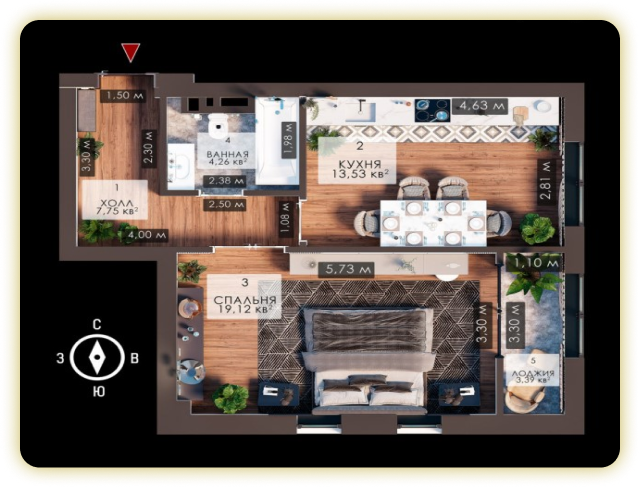 1,50 м
3,30 м
2,30 м
1
ХОЛЛ
7,75 кв²
4,00 м
4
ВАННАЯ
4,26 кв²
1,98 м
2,38 м
2,50 м
1,08 м
4,63 м
2
КУХНЯ
13,53 кв²
2,81 м
5,73 м
3
СПАЛЬНЯ
19,12 кв²
3,30 м
3,30 м
1,10 м
5
ЛОДЖИЯ
3,39 кв²
С
З В
Ю